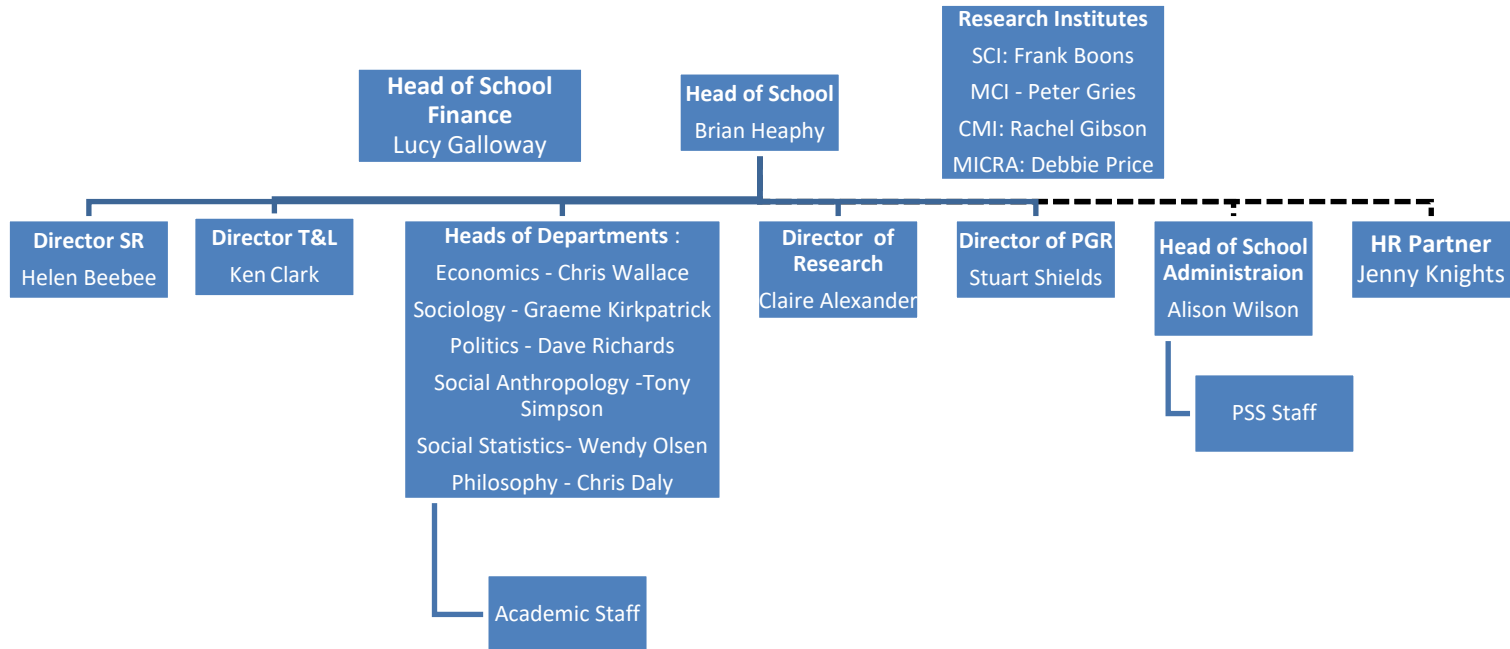 Research Institutes
SCI: Frank Boons
MCI - Peter Gries
CMI: Rachel Gibson
MICRA: Debbie Price
Head of School
Finance
Lucy Galloway
Head of School
Brian Heaphy
Director SR
Helen Beebee
Director T&L
Ken Clark
Heads of Departments :
Economics - Chris Wallace
Sociology - Graeme Kirkpatrick
Politics - Dave Richards
Social Anthropology -Tony
Simpson
Social Statistics- Wendy Olsen
Philosophy - Chris Daly
Director of
Research
Claire Alexander
Director of PGR
Stuart Shields
Head of School
Administraion
Alison Wilson
HR Partner
Jenny Knights
PSS Staff
Academic Staff